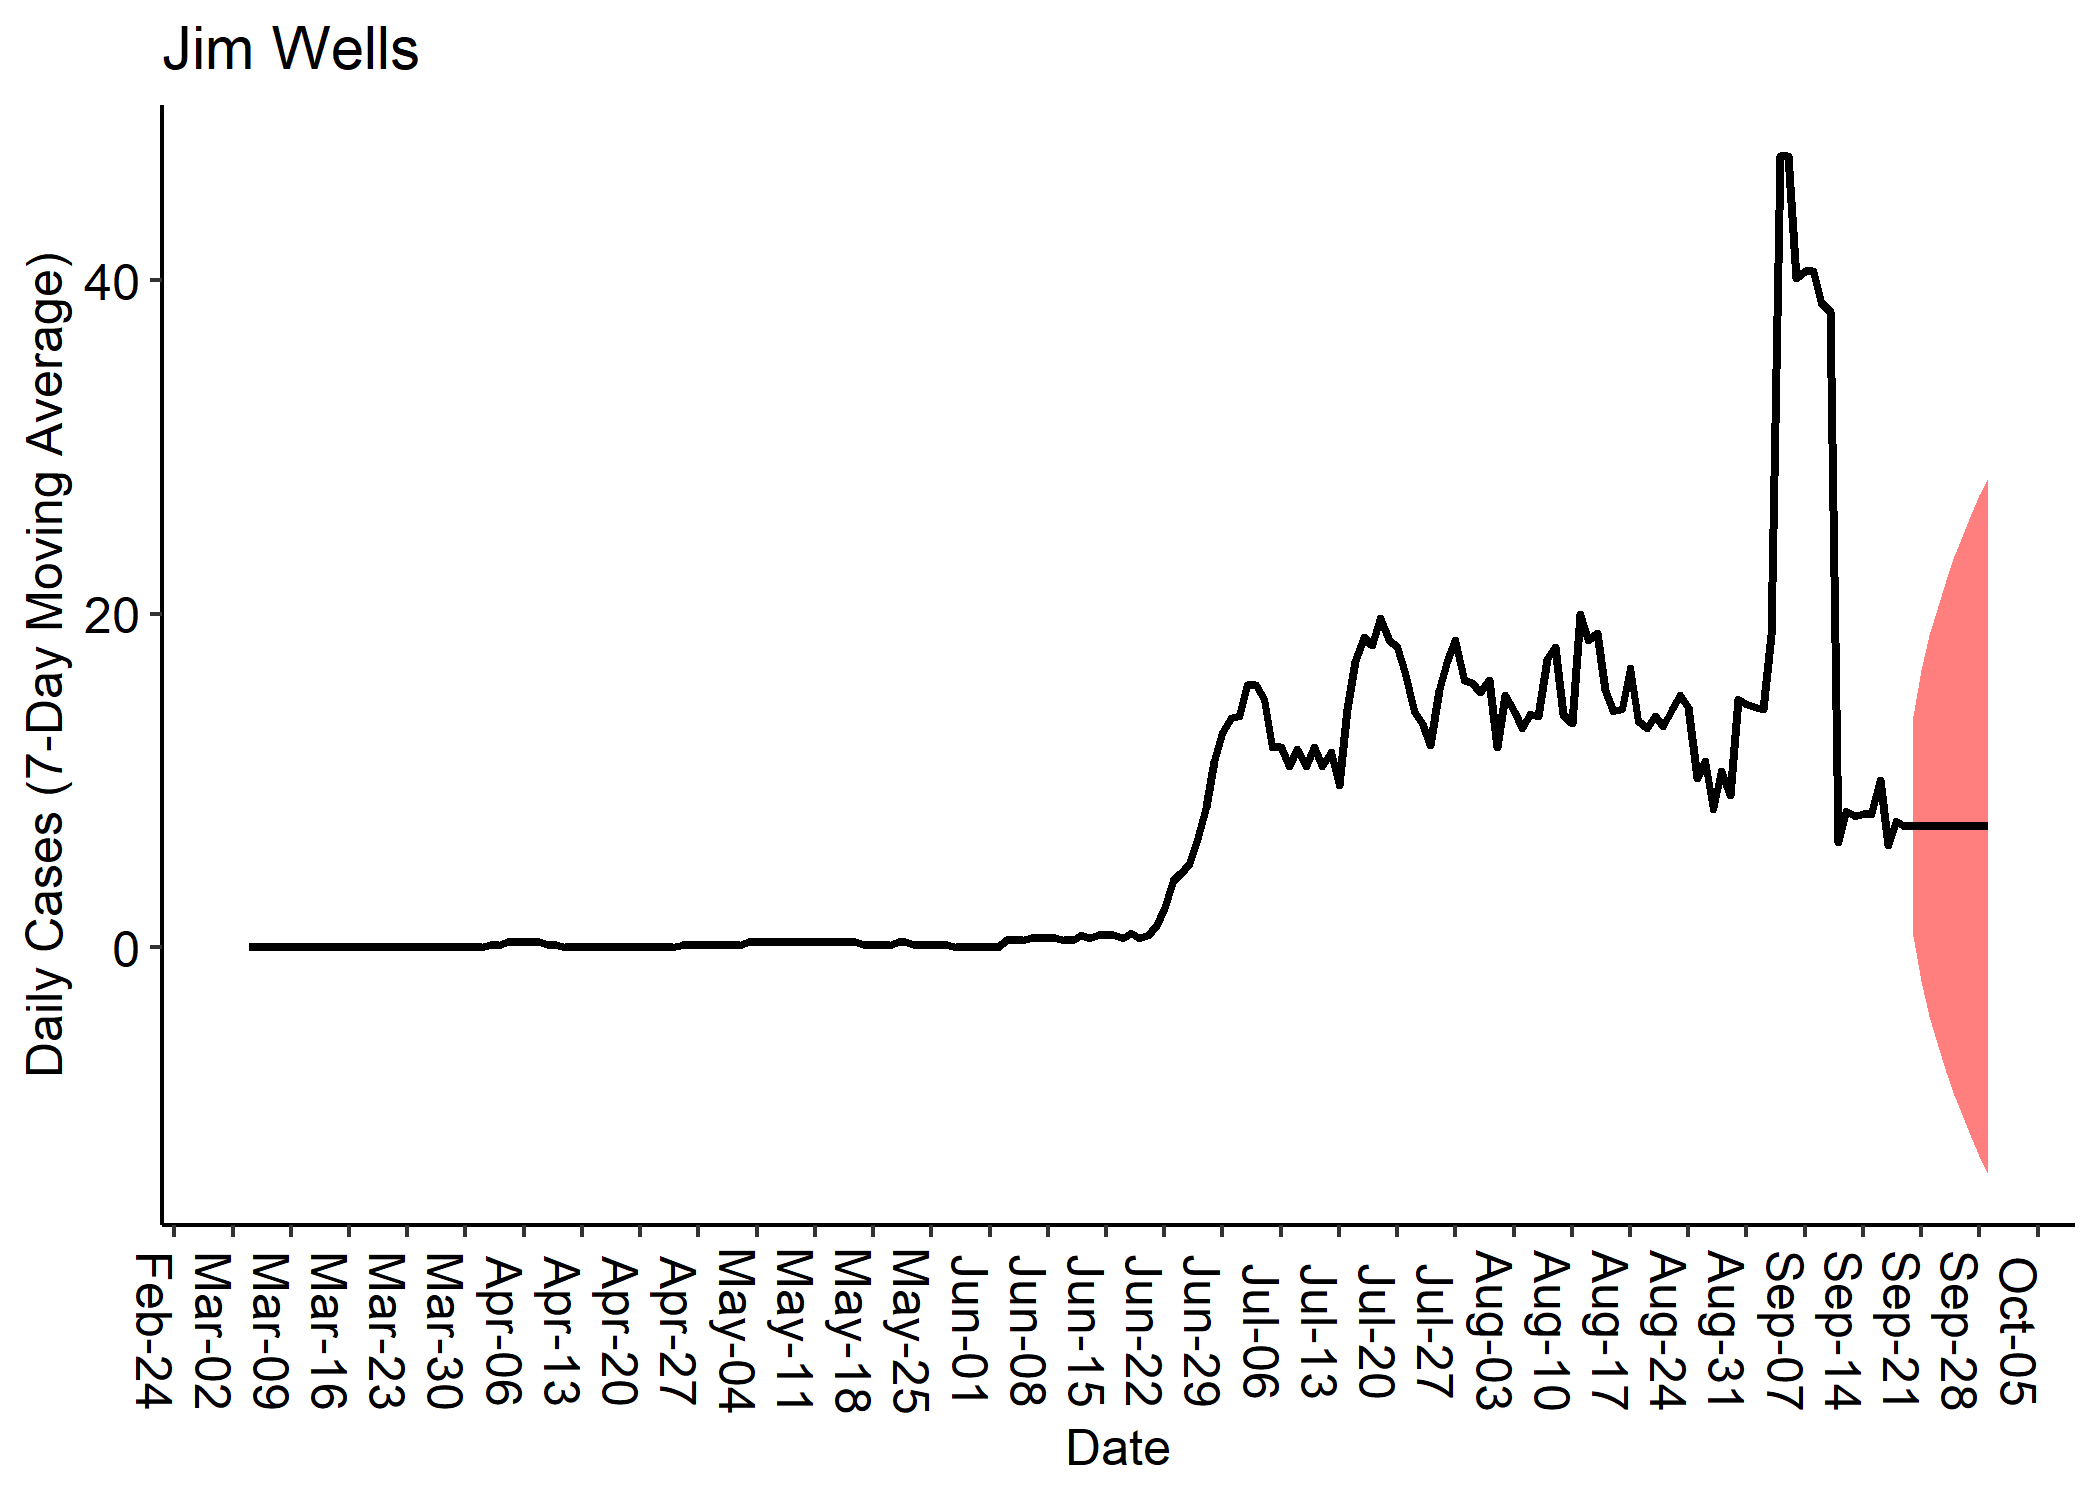 Jim Wells
Daily Cases (7-Day Moving Average)
40
20
0
Feb-24
Mar-02
Mar-09
Mar-16
Mar-23
Mar-30
Apr-06
Apr-13
Apr-20
Apr-27
May-04
May-11
May-18
May-25
Jun-01
Jun-08
Jun-15
Jun-22
Jun-29
Jul-06
Jul-13
Jul-20
Jul-27
Aug-03
Aug-10
Aug-17
Aug-24
Aug-31
Sep-07
Sep-14
Sep-21
Sep-28
Oct-05
Date